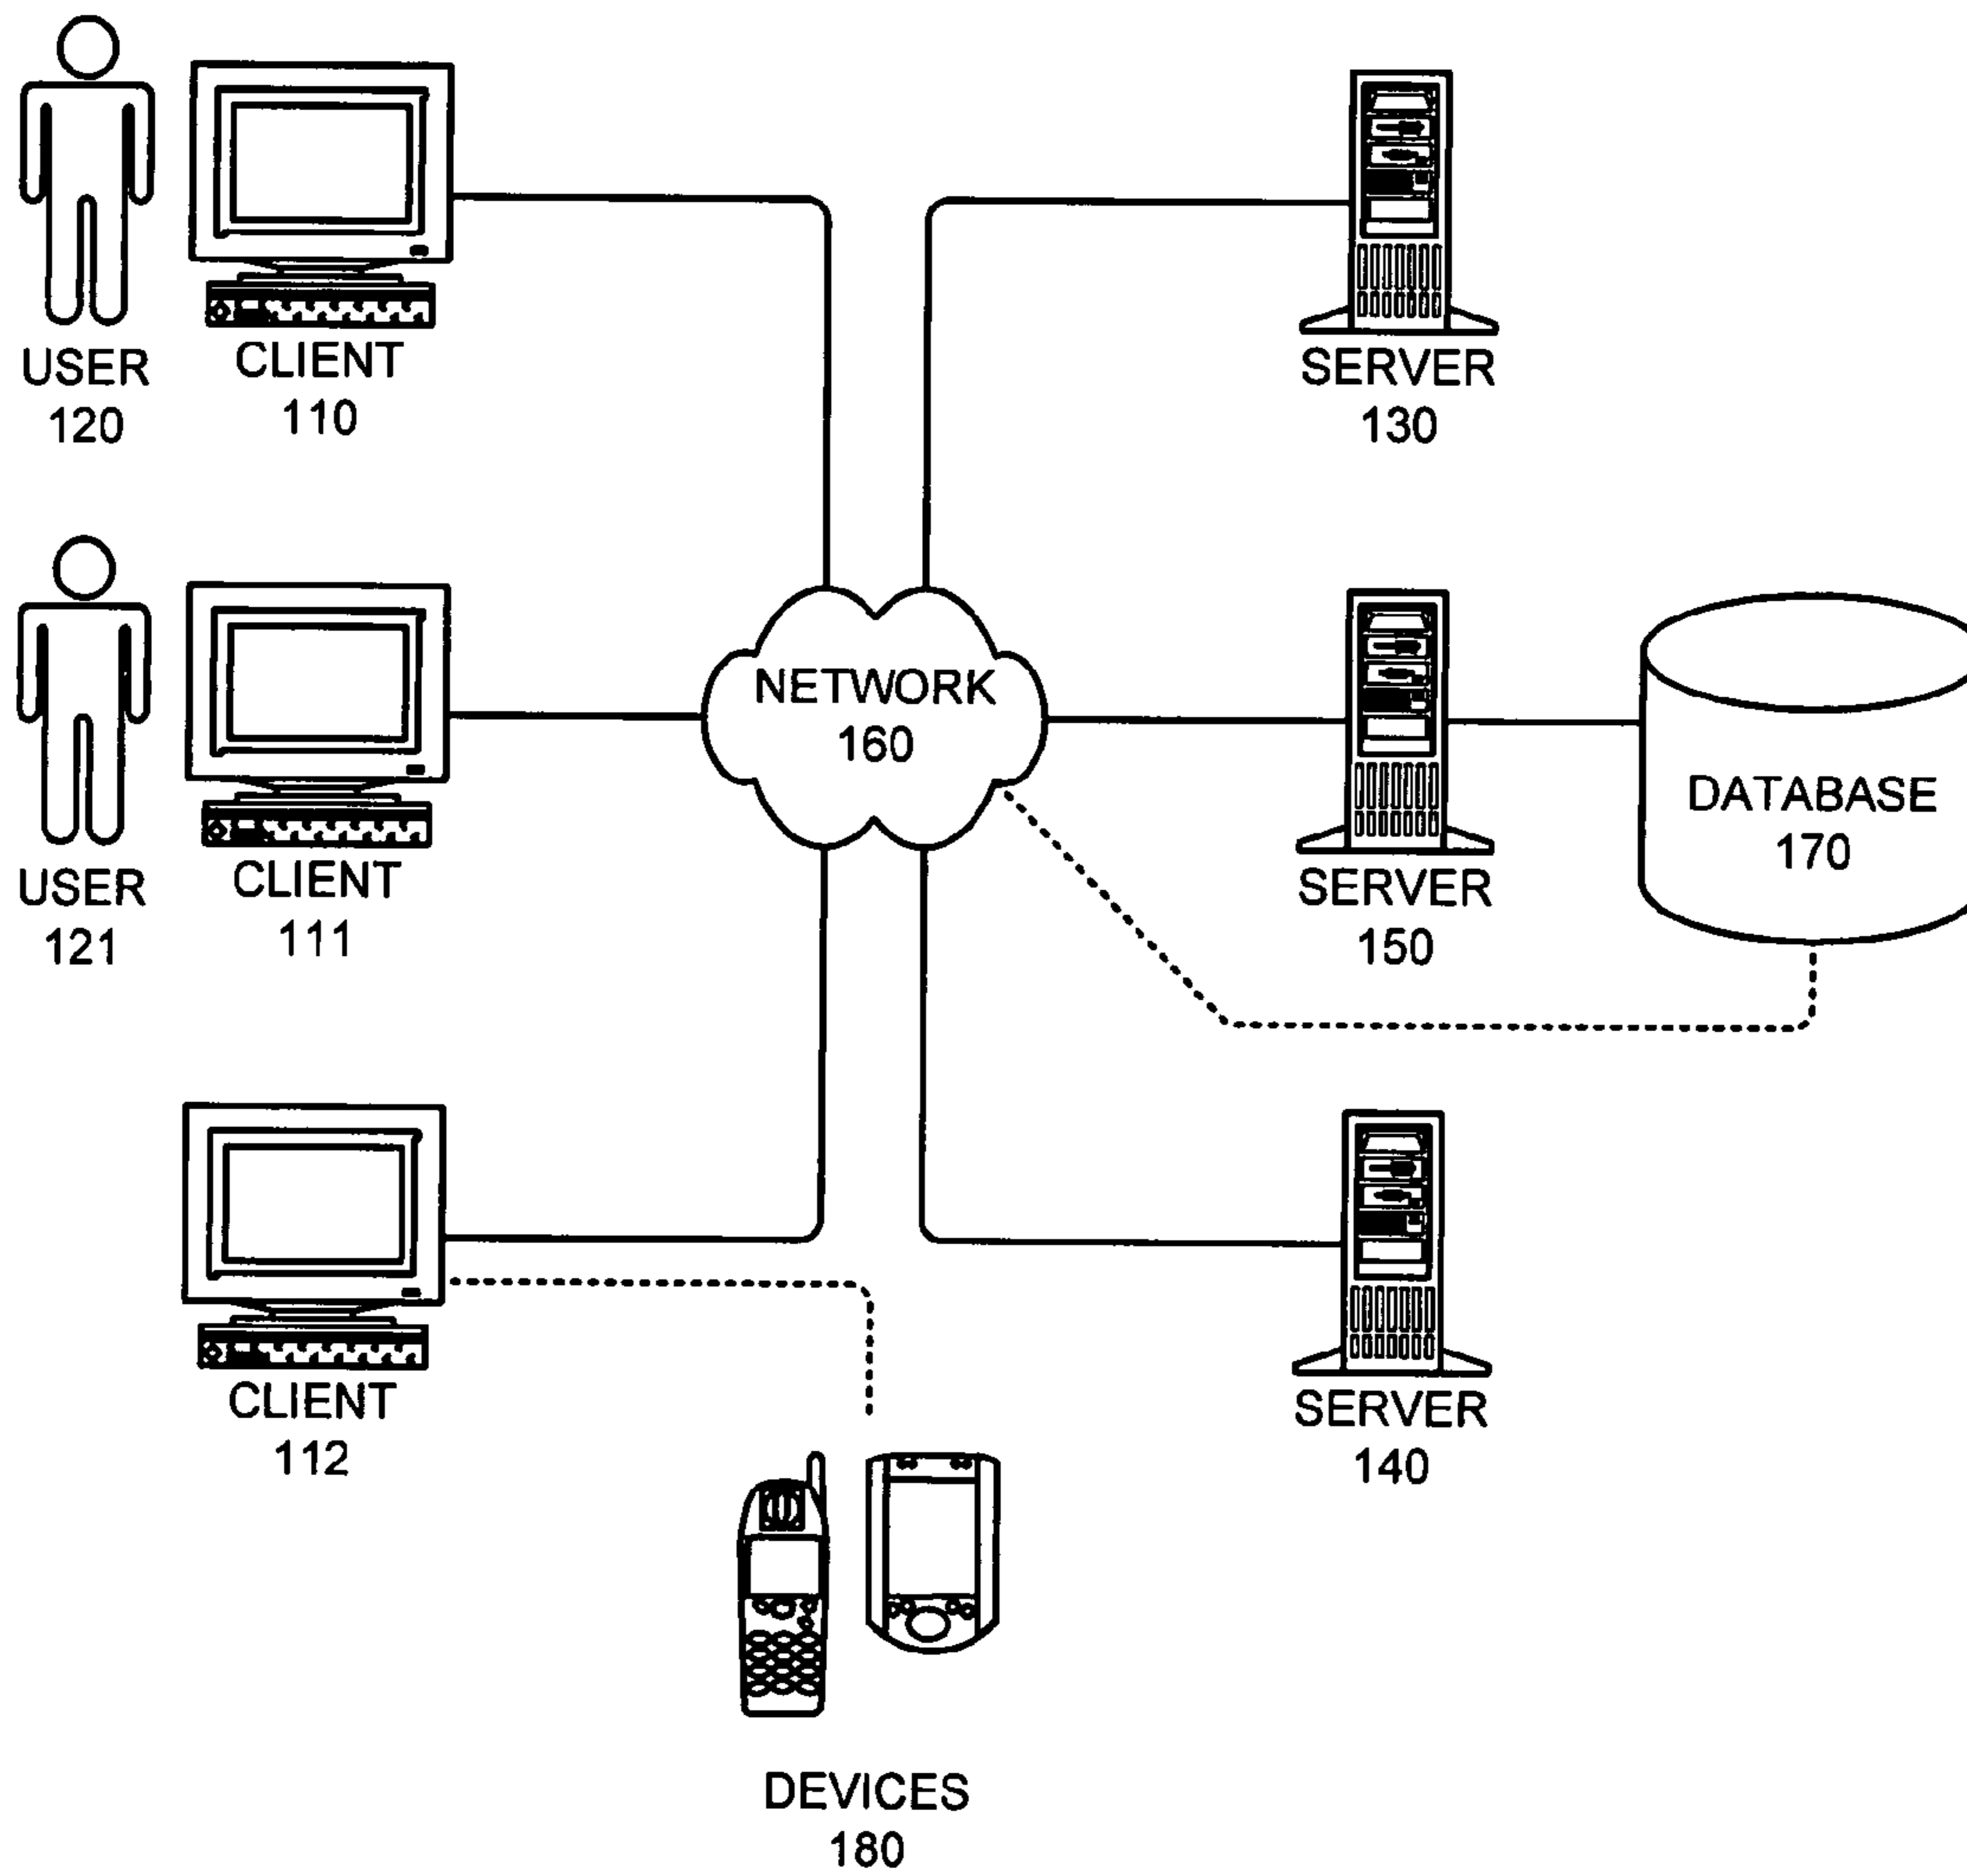 USER
120
CLIENT
110
SERVER
130
NETWORK
160
USER
121
CLIENT
111
SERVER
150
DATABASE
170
CLIENT
112
SERVER
140
DEVICES
180